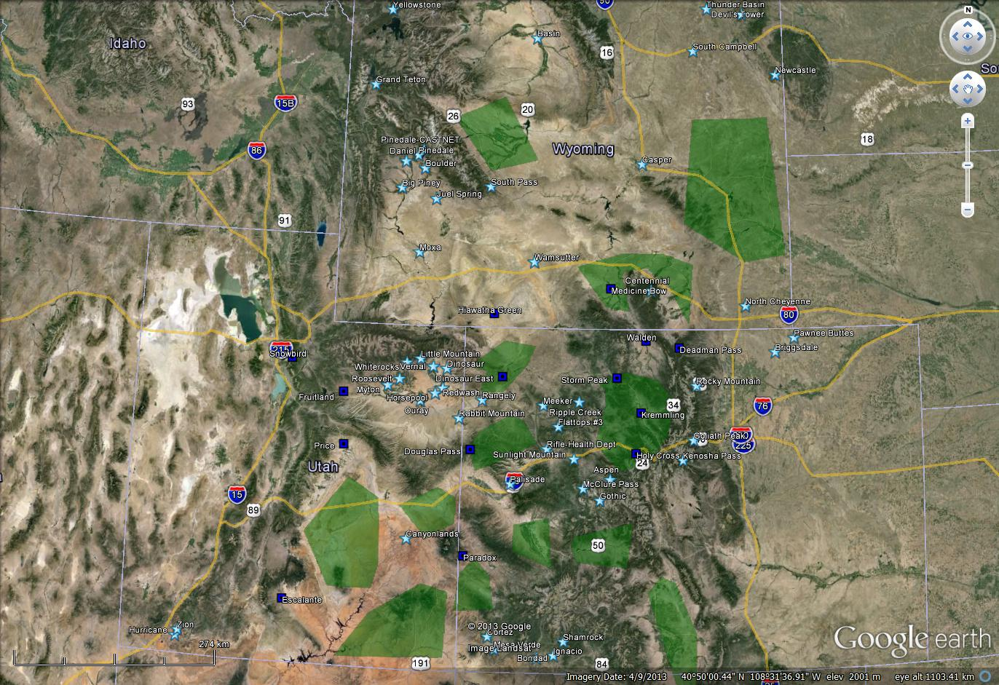 Yellowstone
90
Thunder Basin
Devil's Tower
N
Basin
Idaho
16
South Campbell
Newcastle
So
Grand Teton
93
15B
26
20
18
Pinedale-CASTNET
Daniel Pinedale
Boulder
86
Wyoming
Casper
Big Piney
South Pass
Juel Spring
91
Moxa
Wamsutter
Centennial
Medicine Bow
North Cheyenne
Hiawatha Green
80
Walden
Pawnee Buttes
Deadman Pass
Briggsdale
215
Snowbird
Little Mountain
Whiterocks
Vernal
Dinosaur
Roosevelt
Dinosaur East
Storm Peak
Rocky Mountain
Myton
Fruitland
Horsepool
Redwash
Rangely
Ouray
Meeker
34
76
Ripple Creek
Rabbit Mountain
Flattops #3
Kremmling
Price
Douglas Pass
Rifle-Health Dept
Goliath Peak
225
Sunlight Mountain
Holy Cross
Kenosha Pass
24
Utah
Aspen
Palisade
McClure Pass
15
Gothic
89
Canyonlands
50
Paradox
Escalante
Hurricane
Zion
© 2013 Google
Cortez
Image Landsat
Mesa Verde
Shamrock
Ignacio
Bondad
274 km
191
84
Google earth
Imagery Date: 4/9/2013 40°50'00.44" N 108°31'36.91" W elev 2001 m eye alt 1103.41 km